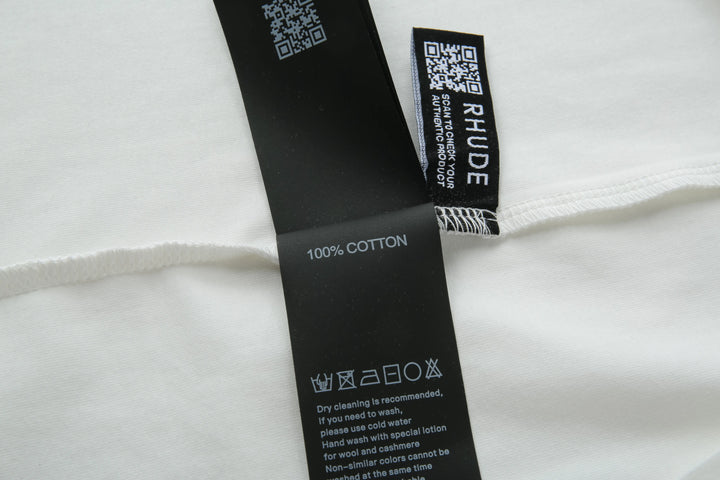 RHUDE
SCAN TO CHECK YOUR
AUTHENTIC PRODUCT
100% COTTON
Dry cleaning is recommended,
If you need to wash,
please use cold water
Hand wash with special lotion
for wool and cashmere
Non-similar colors cannot be
washed at the same time